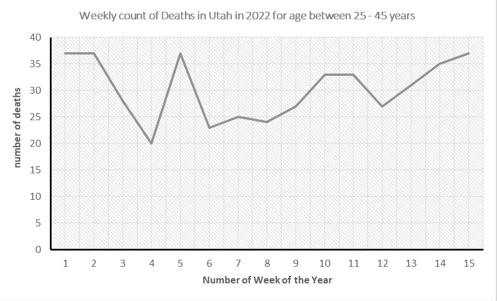 Weekly count of Deaths in Utah in 2022 for age between 25 - 45 years
number of deaths
40
35
30
25
20
15
10
5
0
1 2 3 4 5 6 7 8 9 10 11 12 13 14 15
Number of Week of the Year